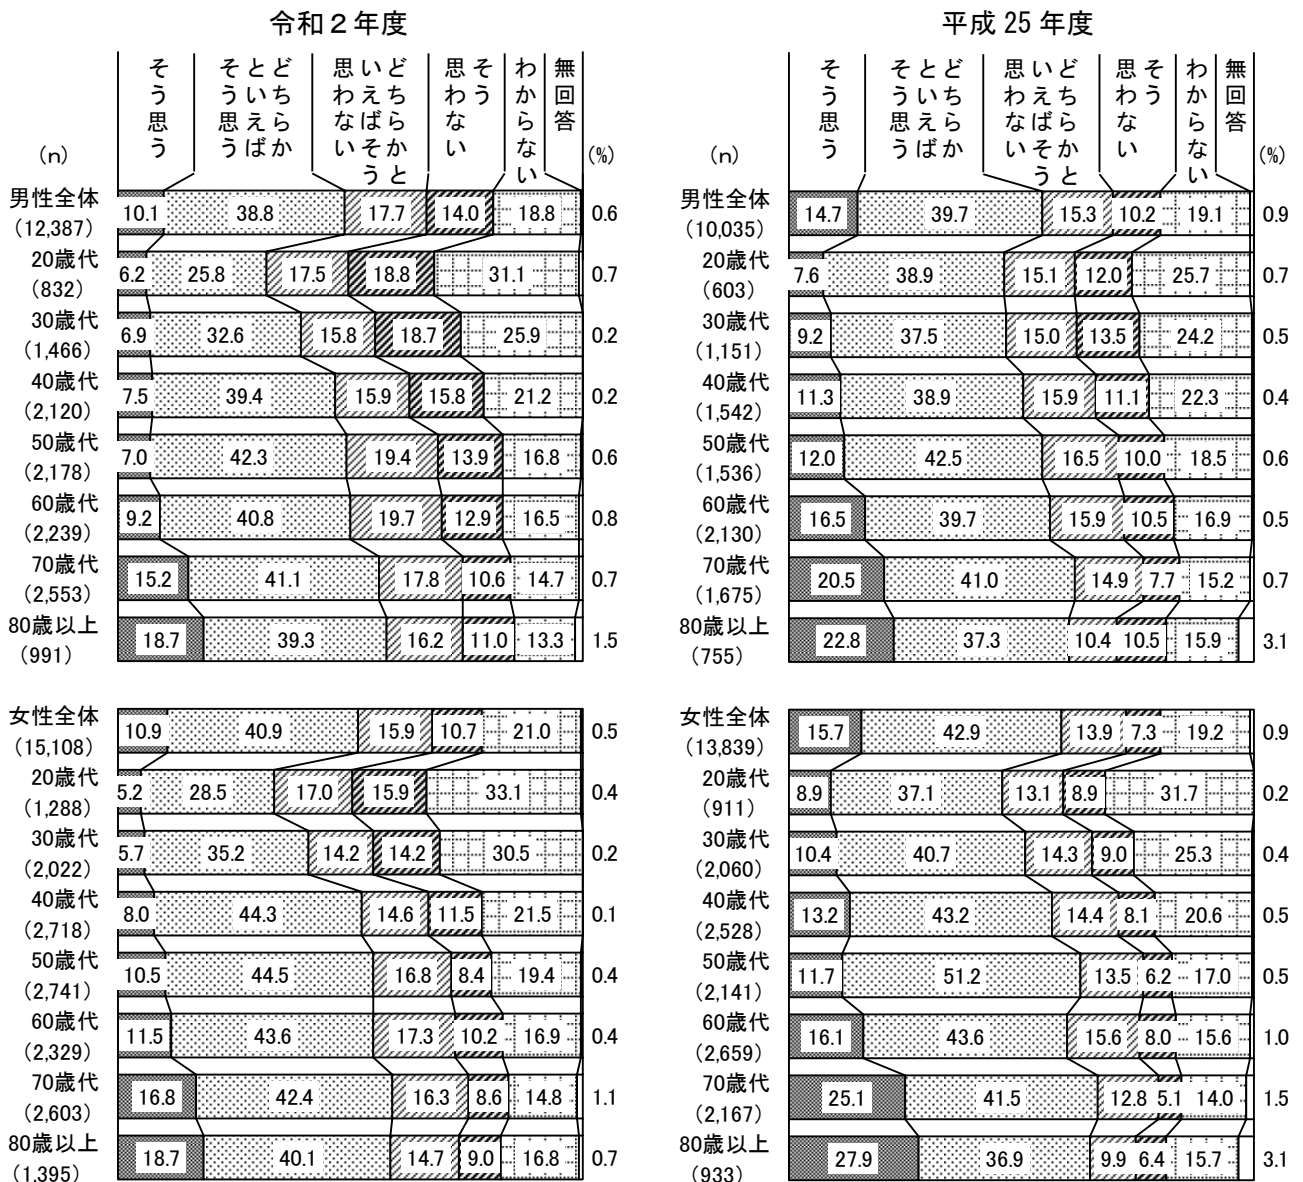 令和２年度
そう思う
どちらか
といえば
そう思う
どちらかと
いえばそう
思わない
そう
思わない
わからない
無回答
(n)
(%)
男性全体
(12,387)
10.1 38.8 17.7 14.0 18.8 0.6
20歳代
(832)
6.2 25.8 17.5 18.8 31.1 0.7
30歳代
(1,466)
6.9 32.6 15.8 18.7 25.9 0.2
40歳代
(2,120)
7.5 39.4 15.9 15.8 21.2 0.2
50歳代
(2,178)
7.0 42.3 19.4 13.9 16.8 0.6
60歳代
(2,239)
9.2 40.8 19.7 12.9 16.5 0.8
70歳代
(2,553)
15.2 41.1 17.8 10.6 14.7 0.7
80歳以上
(991)
18.7 39.3 16.2 11.0 13.3 1.5
女性全体
(15,108)
10.9 40.9 15.9 10.7 21.0 0.5
20歳代
(1,288)
5.2 28.5 17.0 15.9 33.1 0.4
30歳代
(2,022)
5.7 35.2 14.2 14.2 30.5 0.2
40歳代
(2,718)
8.0 44.3 14.6 11.5 21.5 0.1
50歳代
(2,741)
10.5 44.5 16.8 8.4 19.4 0.4
60歳代
(2,329)
11.5 43.6 17.3 10.2 16.9 0.4
70歳代
(2,603)
16.8 42.4 16.3 8.6 14.8 1.1
80歳以上
(1,395)
18.7 40.1 14.7 9.0 16.8 0.7
平成 25 年度
そう思う
どちらか
といえば
そう思う
どちらかと
いえばそう
思わない
そう
思わない
わからない
無回答
(n)
(%)
男性全体
(10,035)
14.7 39.7 15.3 10.2 19.1 0.9
20歳代
(603)
7.6 38.9 15.1 12.0 25.7 0.7
30歳代
(1,151)
9.2 37.5 15.0 13.5 24.2 0.5
40歳代
(1,542)
11.3 38.9 15.9 11.1 22.3 0.4
50歳代
(1,536)
12.0 42.5 16.5 10.0 18.5 0.6
60歳代
(2,130)
16.5 39.7 15.9 10.5 16.9 0.5
70歳代
(1,675)
20.5 41.0 14.9 7.7 15.2 0.7
80歳以上
(755)
22.8 37.3 10.4 10.5 15.9 3.1
女性全体
(13,839)
15.7 42.9 13.9 7.3 19.2 0.9
20歳代
(911)
8.9 37.1 13.1 8.9 31.7 0.2
30歳代
(2,060)
10.4 40.7 14.3 9.0 25.3 0.4
40歳代
(2,528)
13.2 43.2 14.4 8.1 20.6 0.5
50歳代
(2,141)
11.7 51.2 13.5 6.2 17.0 0.5
60歳代
(2,659)
16.1 43.6 15.6 8.0 15.6 1.0
70歳代
(2,167)
25.1 41.5 12.8 5.1 14.0 1.5
80歳以上
(933)
27.9 36.9 9.9 6.4 15.7 3.1